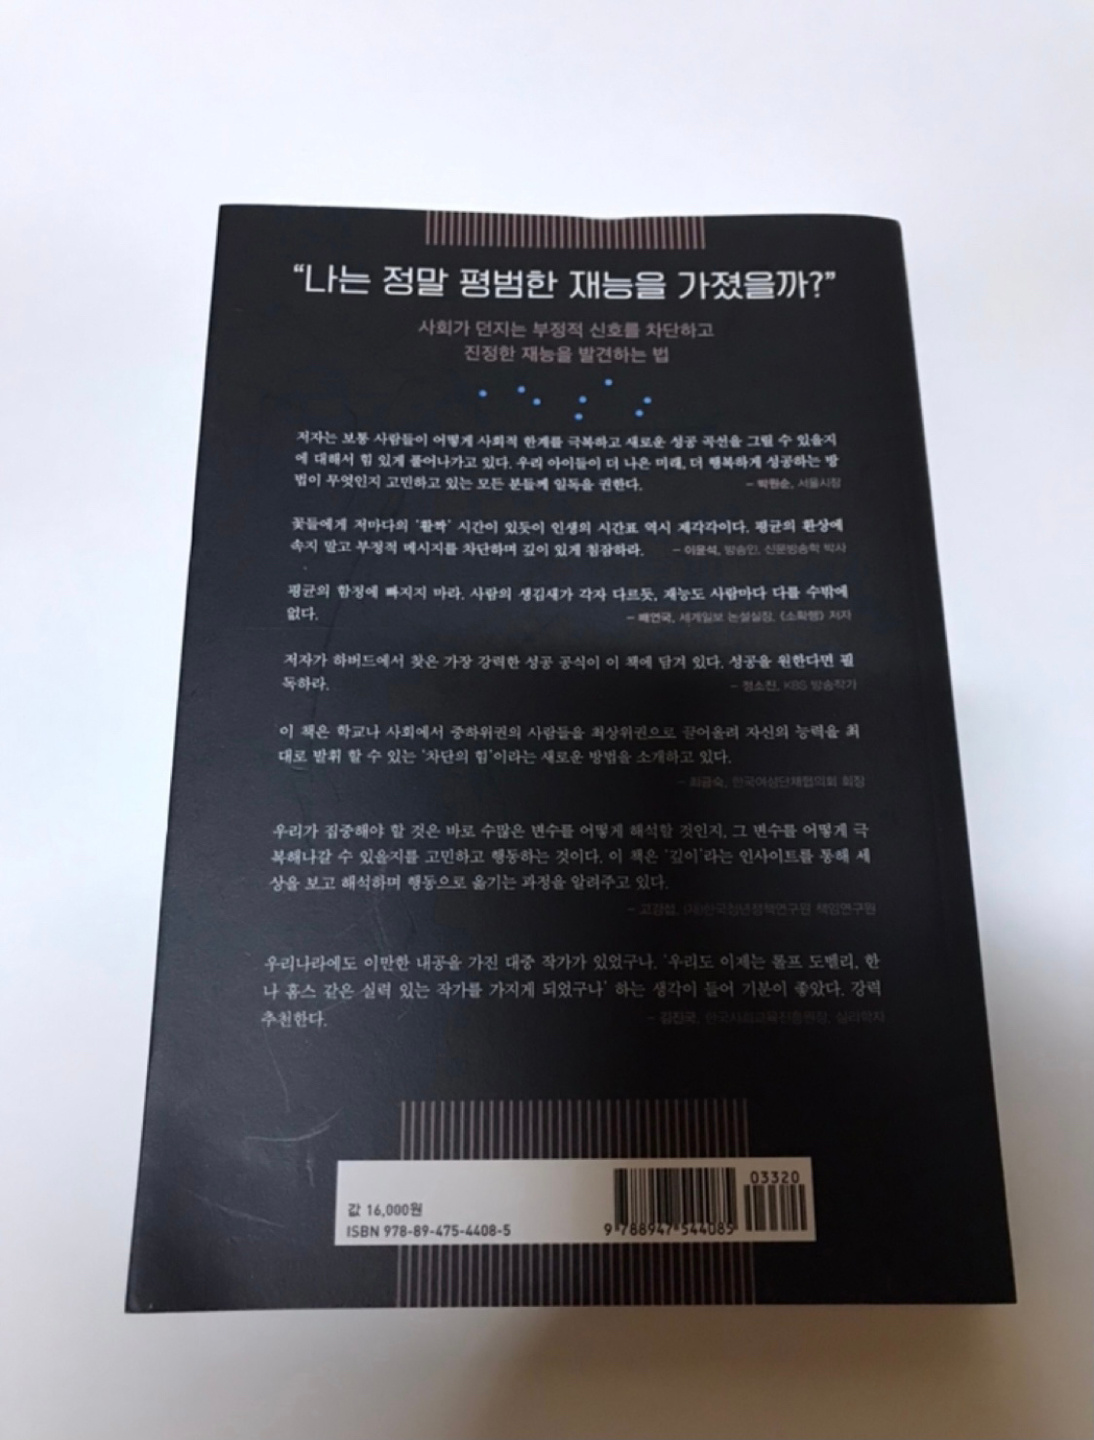 “나는 정말 평범한 재능을 가졌을까?”
사회가 던지는 부정적 신호를 차단하고
진정한 재능을 발견하는 법
저자는 보통 사람들이 어떻게 사회적 한계를 극복하고 새로운 성공 곡선을 그릴 수 있을지
에 대해서 힘 있게 풀어나가고 있다. 우리 아이들이 더 나은 미래, 더 행복하게 성공하는 방
법이 무엇인지 고민하고 있는 모든 분들께 일독을 권한다. – 박원순, 서울시장
꽃들에게 저마다의 ‘활짝’ 시간이 있듯이 인생의 시간표 역시 제각각이다. 평균의 환상에
속지 말고 부정적 메시지를 차단하며 깊이 있게 침잠하라. – 이윤석, 방송인, 신문방송학 박사
평균의 함정에 빠지지 마라. 사람의 생김새가 각자 다르듯, 재능도 사람마다 다를 수밖에
없다. – 배연국, 세계일보 논설실장, 《소확행》 저자
저자가 하버드에서 찾은 가장 강력한 성공 공식이 이 책에 담겨 있다. 성공을 원한다면 필
독하라. – 정소진, KBS 방송작가
이 책은 학교나 사회에서 중하위권의 사람들을 최상위권으로 끌어올려 자신의 능력을 최
대로 발휘 할 수 있는 ‘차단의 힘’이라는 새로운 방법을 소개하고 있다.
– 최금숙, 한국여성단체협의회 회장
우리가 집중해야 할 것은 바로 수많은 변수를 어떻게 해석할 것인지, 그 변수를 어떻게 극
복해나갈 수 있을지를 고민하고 행동하는 것이다. 이 책은 ‘깊이’라는 인사이트를 통해 세
상을 보고 해석하며 행동으로 옮기는 과정을 알려주고 있다.
– 고강섭, (재)한국청년정책연구원 책임연구원
우리나라에도 이만한 내공을 가진 대중 작가가 있었구나. ‘우리도 이제는 롤프 도벨리, 한
나 홈스 같은 실력 있는 작가를 가지게 되었구나’ 하는 생각이 들어 기분이 좋았다. 강력
추천한다. – 김진국, 한국사회교육진흥원장, 심리학자
값 16,000원
ISBN 978-89-475-4408-5
03320
9 788947 544085